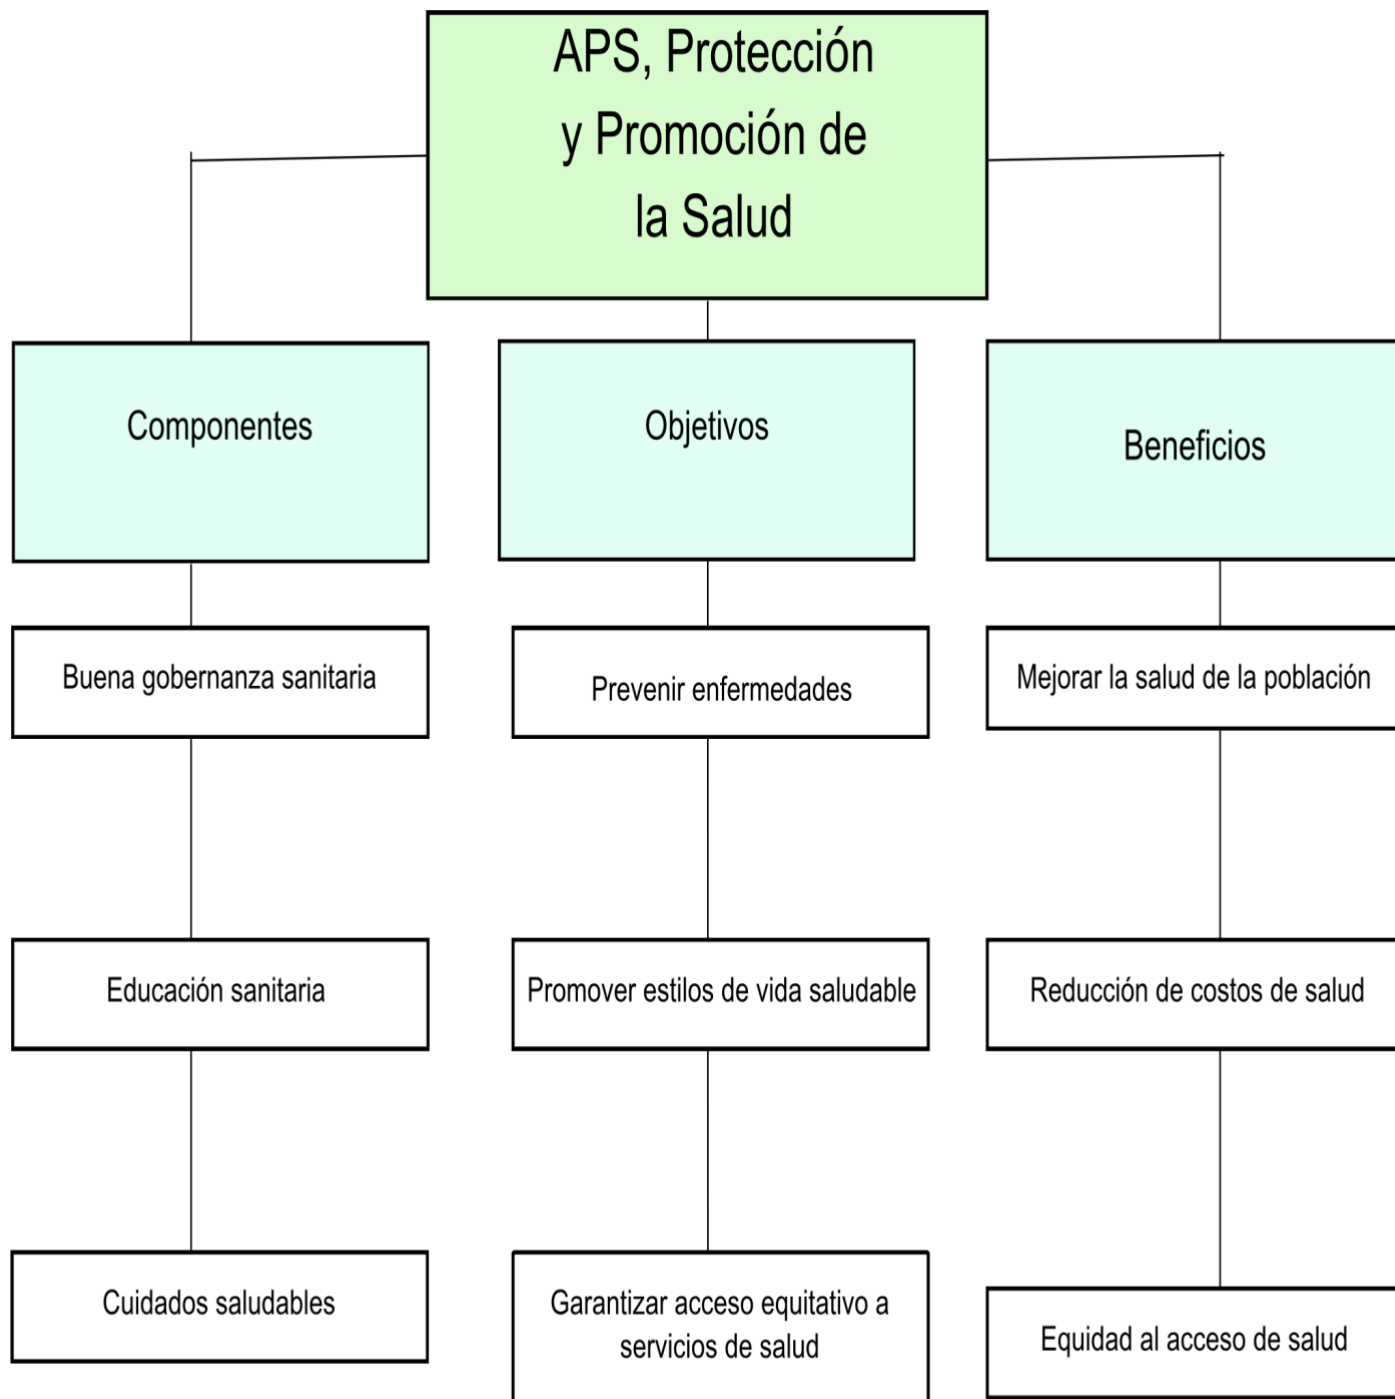 APS, Protección
y Promoción de
la Salud
Componentes
Objetivos
Beneficios
Buena gobernanza sanitaria
Prevenir enfermedades
Mejorar la salud de la población
Educación sanitaria
Promover estilos de vida saludable
Reducción de costos de salud
Cuidados saludables
Garantizar acceso equitativo a
servicios de salud
Equidad al acceso de salud